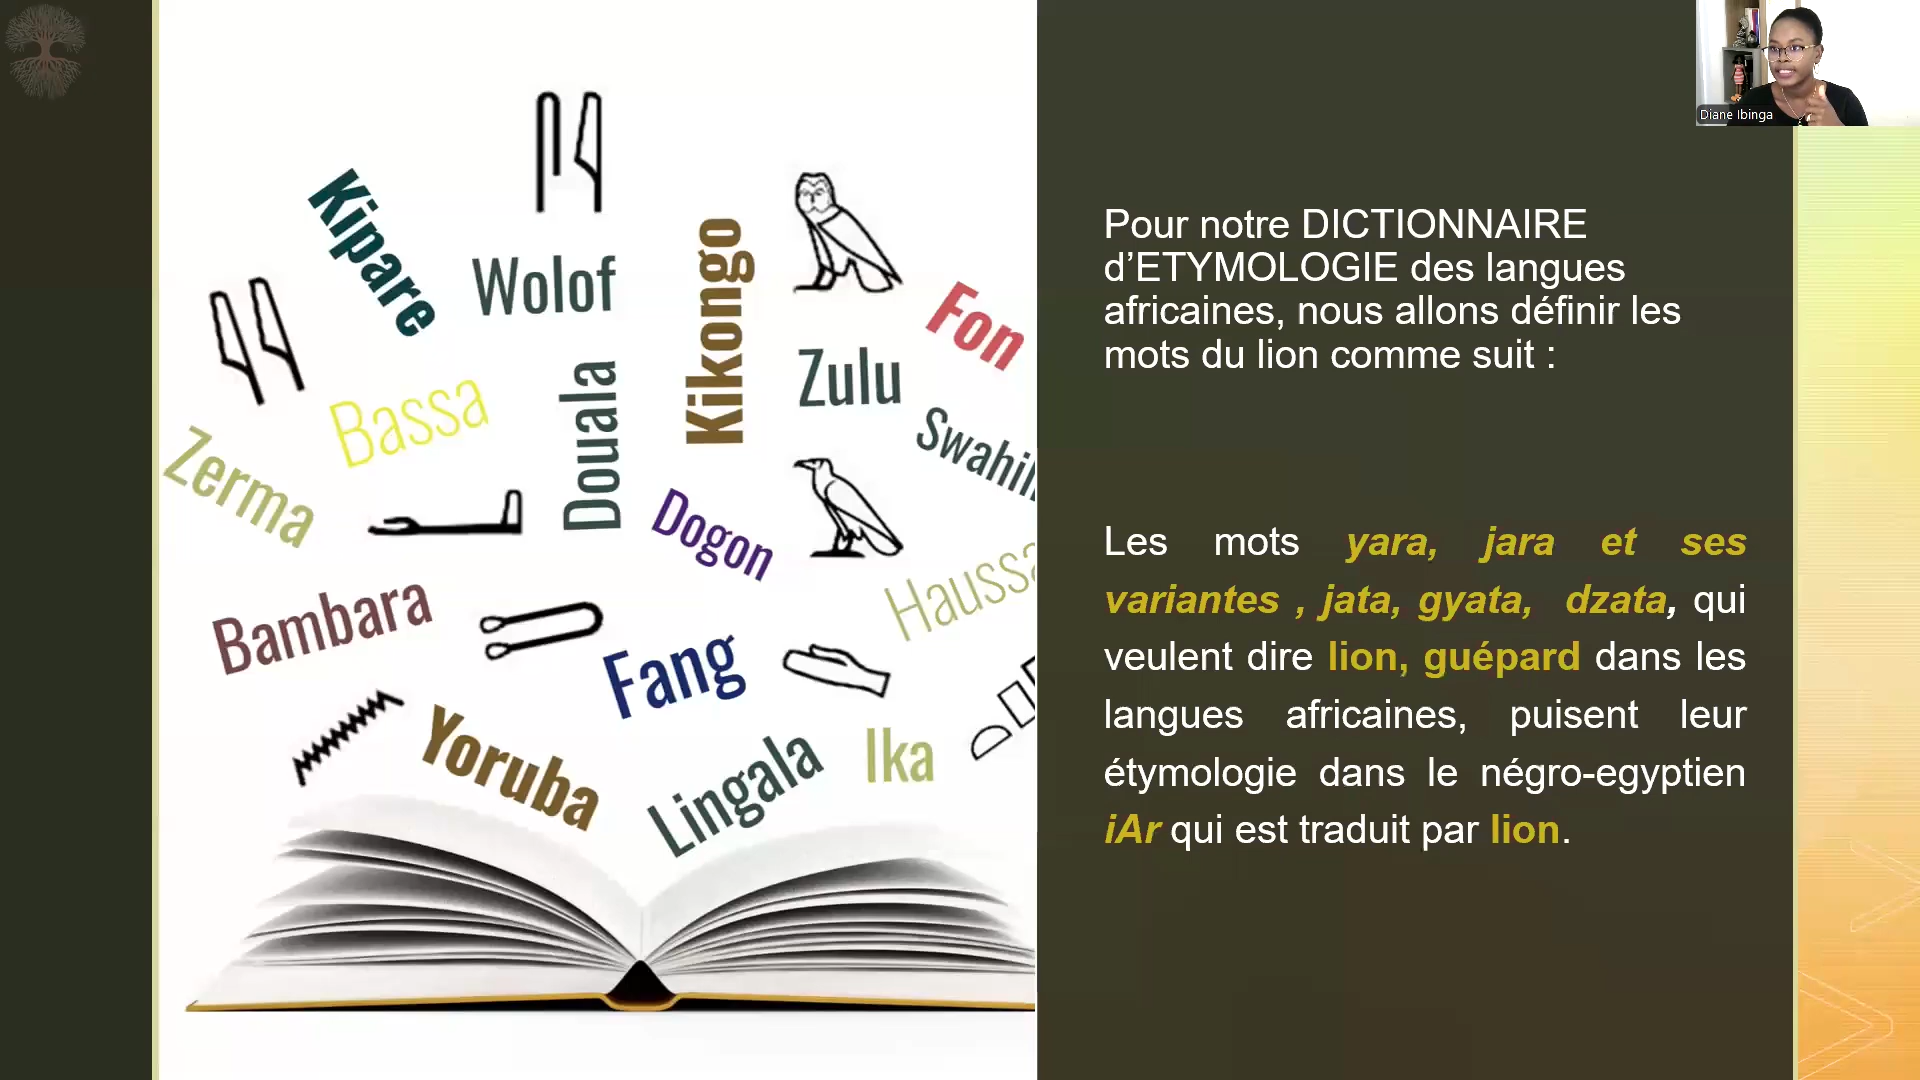 Kipare
Wolof
Kikongo
Fon
Zulu
Bassa
Douala
Zerma
Dogon
Bambara
Fang
Yoruba
Lingala
Ika
Diane Ibinga
Pour notre DICTIONNAIRE
d’ETYMOLOGIE des langues
africaines, nous allons définir les
mots du lion comme suit :
Les mots yara, jara et ses
variantes , jata, gyata, dzata, qui
veulent dire lion, guépard dans les
langues africaines, puisent leur
étymologie dans le négro-egyptien
iAr qui est traduit par lion.